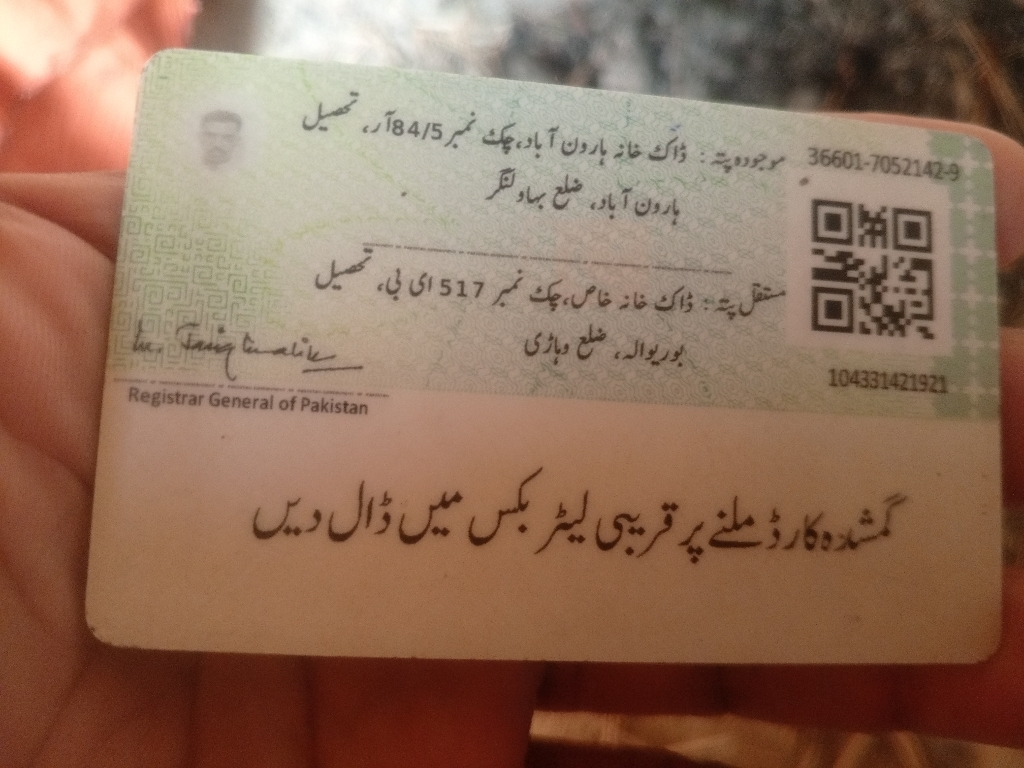 36601-7052142-9
موجودہ پتہ: ڈاک خانہ ہارون آباد، چک نمبر 84/5آر، تحصیل
ہارون آباد، ضلع بہاولنگر
مستقل پتہ: ڈاک خانہ خاص، چک نمبر 517 ای بی، تحصیل
بوریوالہ، ضلع وہاڑی
104331421921
Registrar General of Pakistan
گمشدہ کارڈ ملنے پر قریبی لیٹر بکس میں ڈال دیں